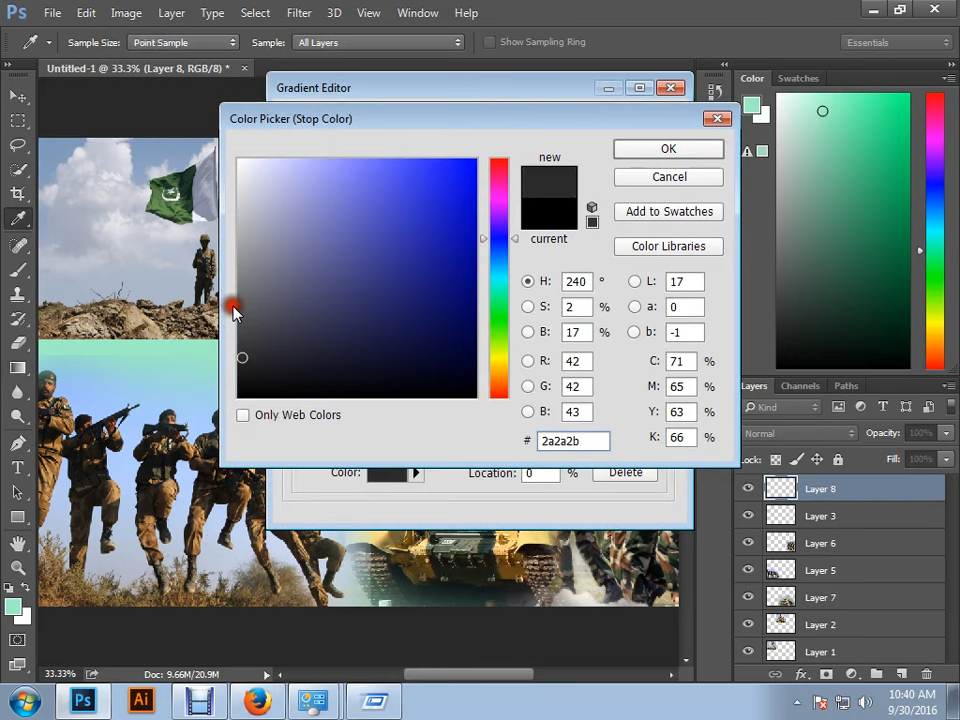 Ps File Edit Image Layer Type Select Filter 3D View Window Help
Sample Size: Point Sample Sample: All Layers Show Sampling Ring Essentials
Untitled-1 @ 33.3% (Layer 8, RGB/8) * ×
Gradient Editor
Color Swatches
Color Picker (Stop Color)
new
OK
Cancel
Add to Swatches
current
Color Libraries
H: 240 °
L: 17
S: 2 %
a: 0
B: 17 %
b: -1
R: 42
C: 71 %
G: 42
M: 65 %
B: 43
Y: 63 %
# 2a2a2b
K: 66 %
Only Web Colors
Color: Location: 0 % Delete
Layers Channels Paths
Kind
Normal Opacity: 100%
Lock: Fill: 100%
Layer 8
Layer 3
Layer 6
Layer 5
Layer 7
Layer 2
Layer 1
33.33% Doc: 9.66M/20.9M
Ps Ai
10:40 AM
9/30/2016